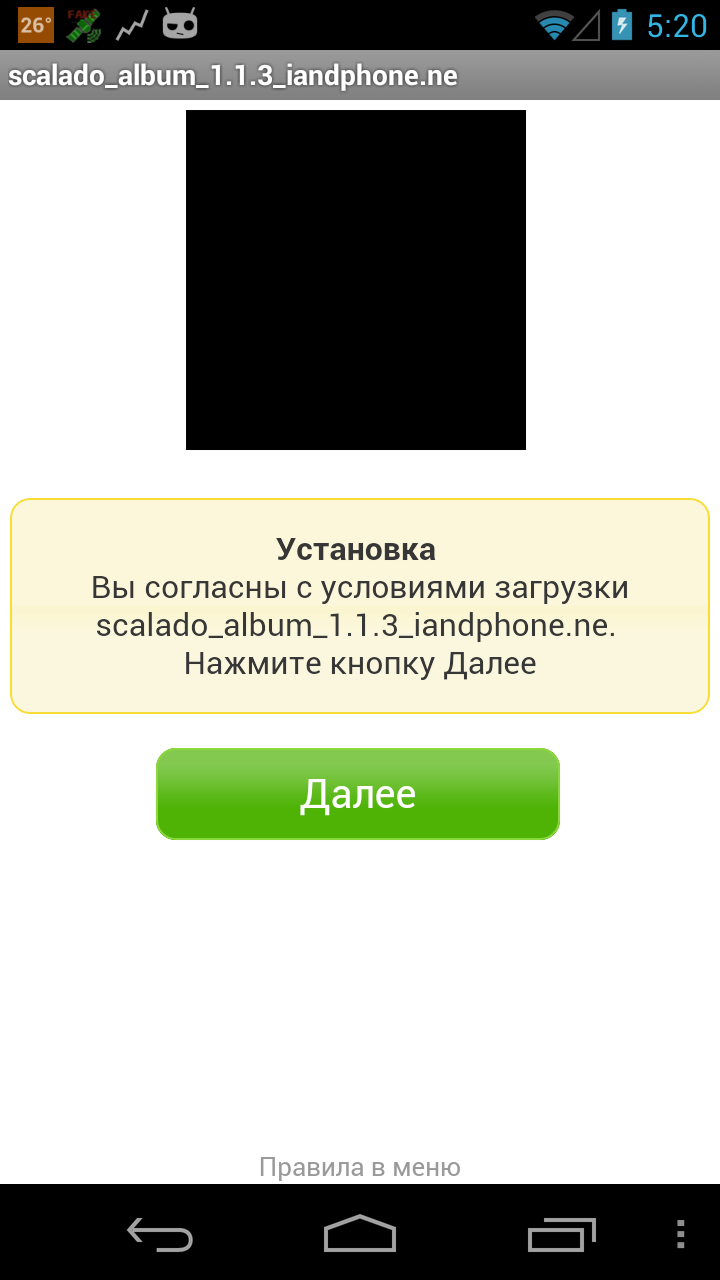 26°
FAKE
5:20
scalado_album_1.1.3_iandphone.ne
Установка
Вы согласны с условиями загрузки
scalado_album_1.1.3_iandphone.ne.
Нажмите кнопку Далее
Далее
Правила в меню